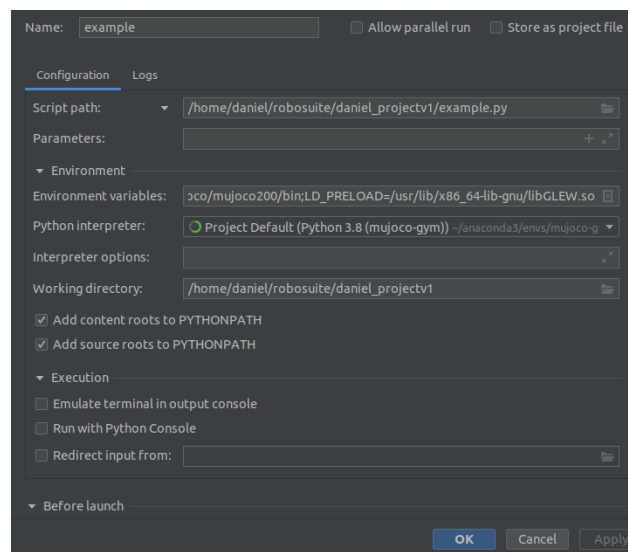 Name: example Allow parallel run Store as project file
Configuration Logs
Script path: /home/daniel/robosuite/daniel_projectv1/example.py
Parameters:
Environment
Environment variables: oco/mujoco200/bin;LD_PRELOAD=/usr/lib/x86_64-lib-gnu/libGLEW.so
Python interpreter: Project Default (Python 3.8 (mujoco-gym)) ~/anaconda3/envs/mujoco-g
Interpreter options:
Working directory: /home/daniel/robosuite/daniel_projectv1
Add content roots to PYTHONPATH
Add source roots to PYTHONPATH
Execution
Emulate terminal in output console
Run with Python Console
Redirect input from:
Before launch
OK Cancel Apply